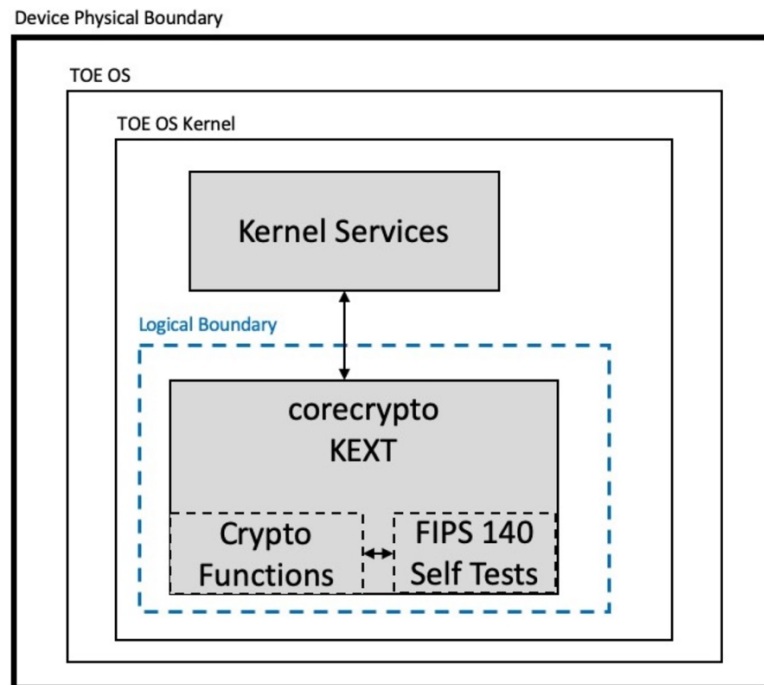 Device Physical Boundary
TOE OS
TOE OS Kernel
Kernel Services
Logical Boundary
corecrypto
KEXT
Crypto
Functions
FIPS 140
Self Tests